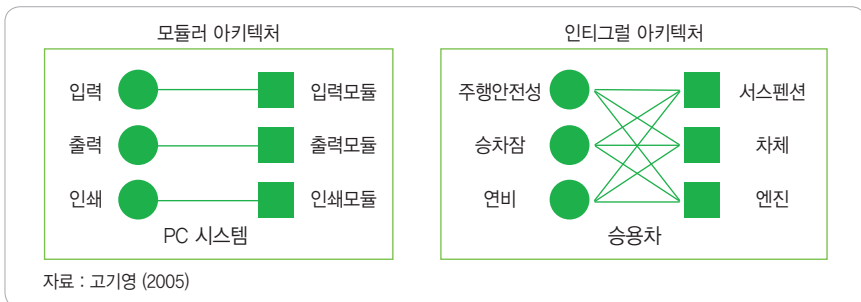 모듈러 아키텍처
입력 입력모듈
출력 출력모듈
인쇄 인쇄모듈
PC 시스템
인티그럴 아키텍처
주행안전성 서스펜션
승차잠 차체
연비 엔진
승용차
자료 : 고기영 (2005)